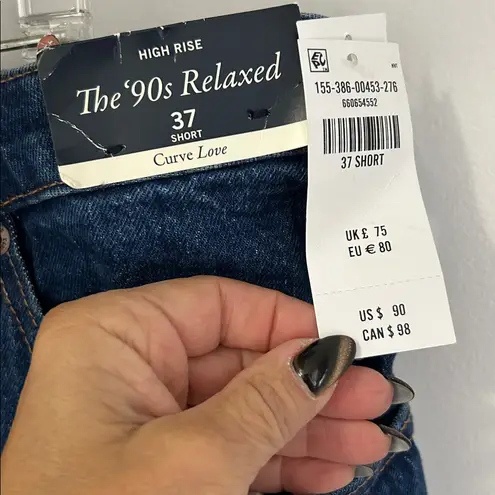 HIGH RISE
The '90s Relaxed
37
SHORT
Curve Love
155-386-00453-276
660654552
37 SHORT
UK £ 75
EU € 80
US $ 90
CAN $ 98